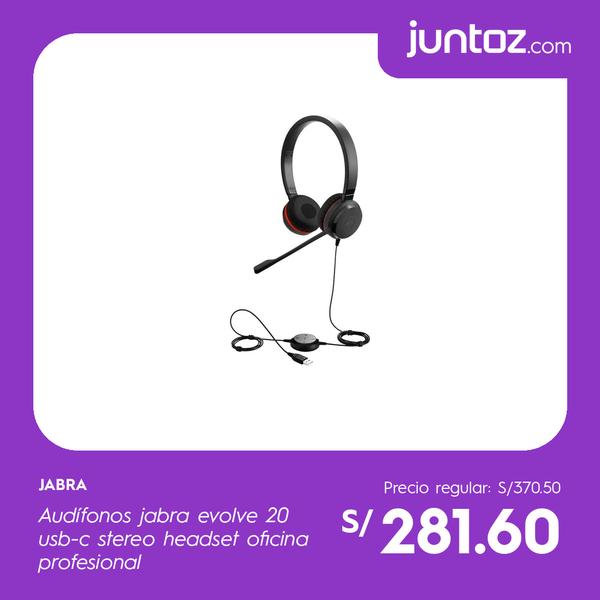 juntoz.com
JABRA
Audífonos jabra evolve 20
usb-c stereo headset oficina
profesional
Precio regular: S/370.50
S/281.60